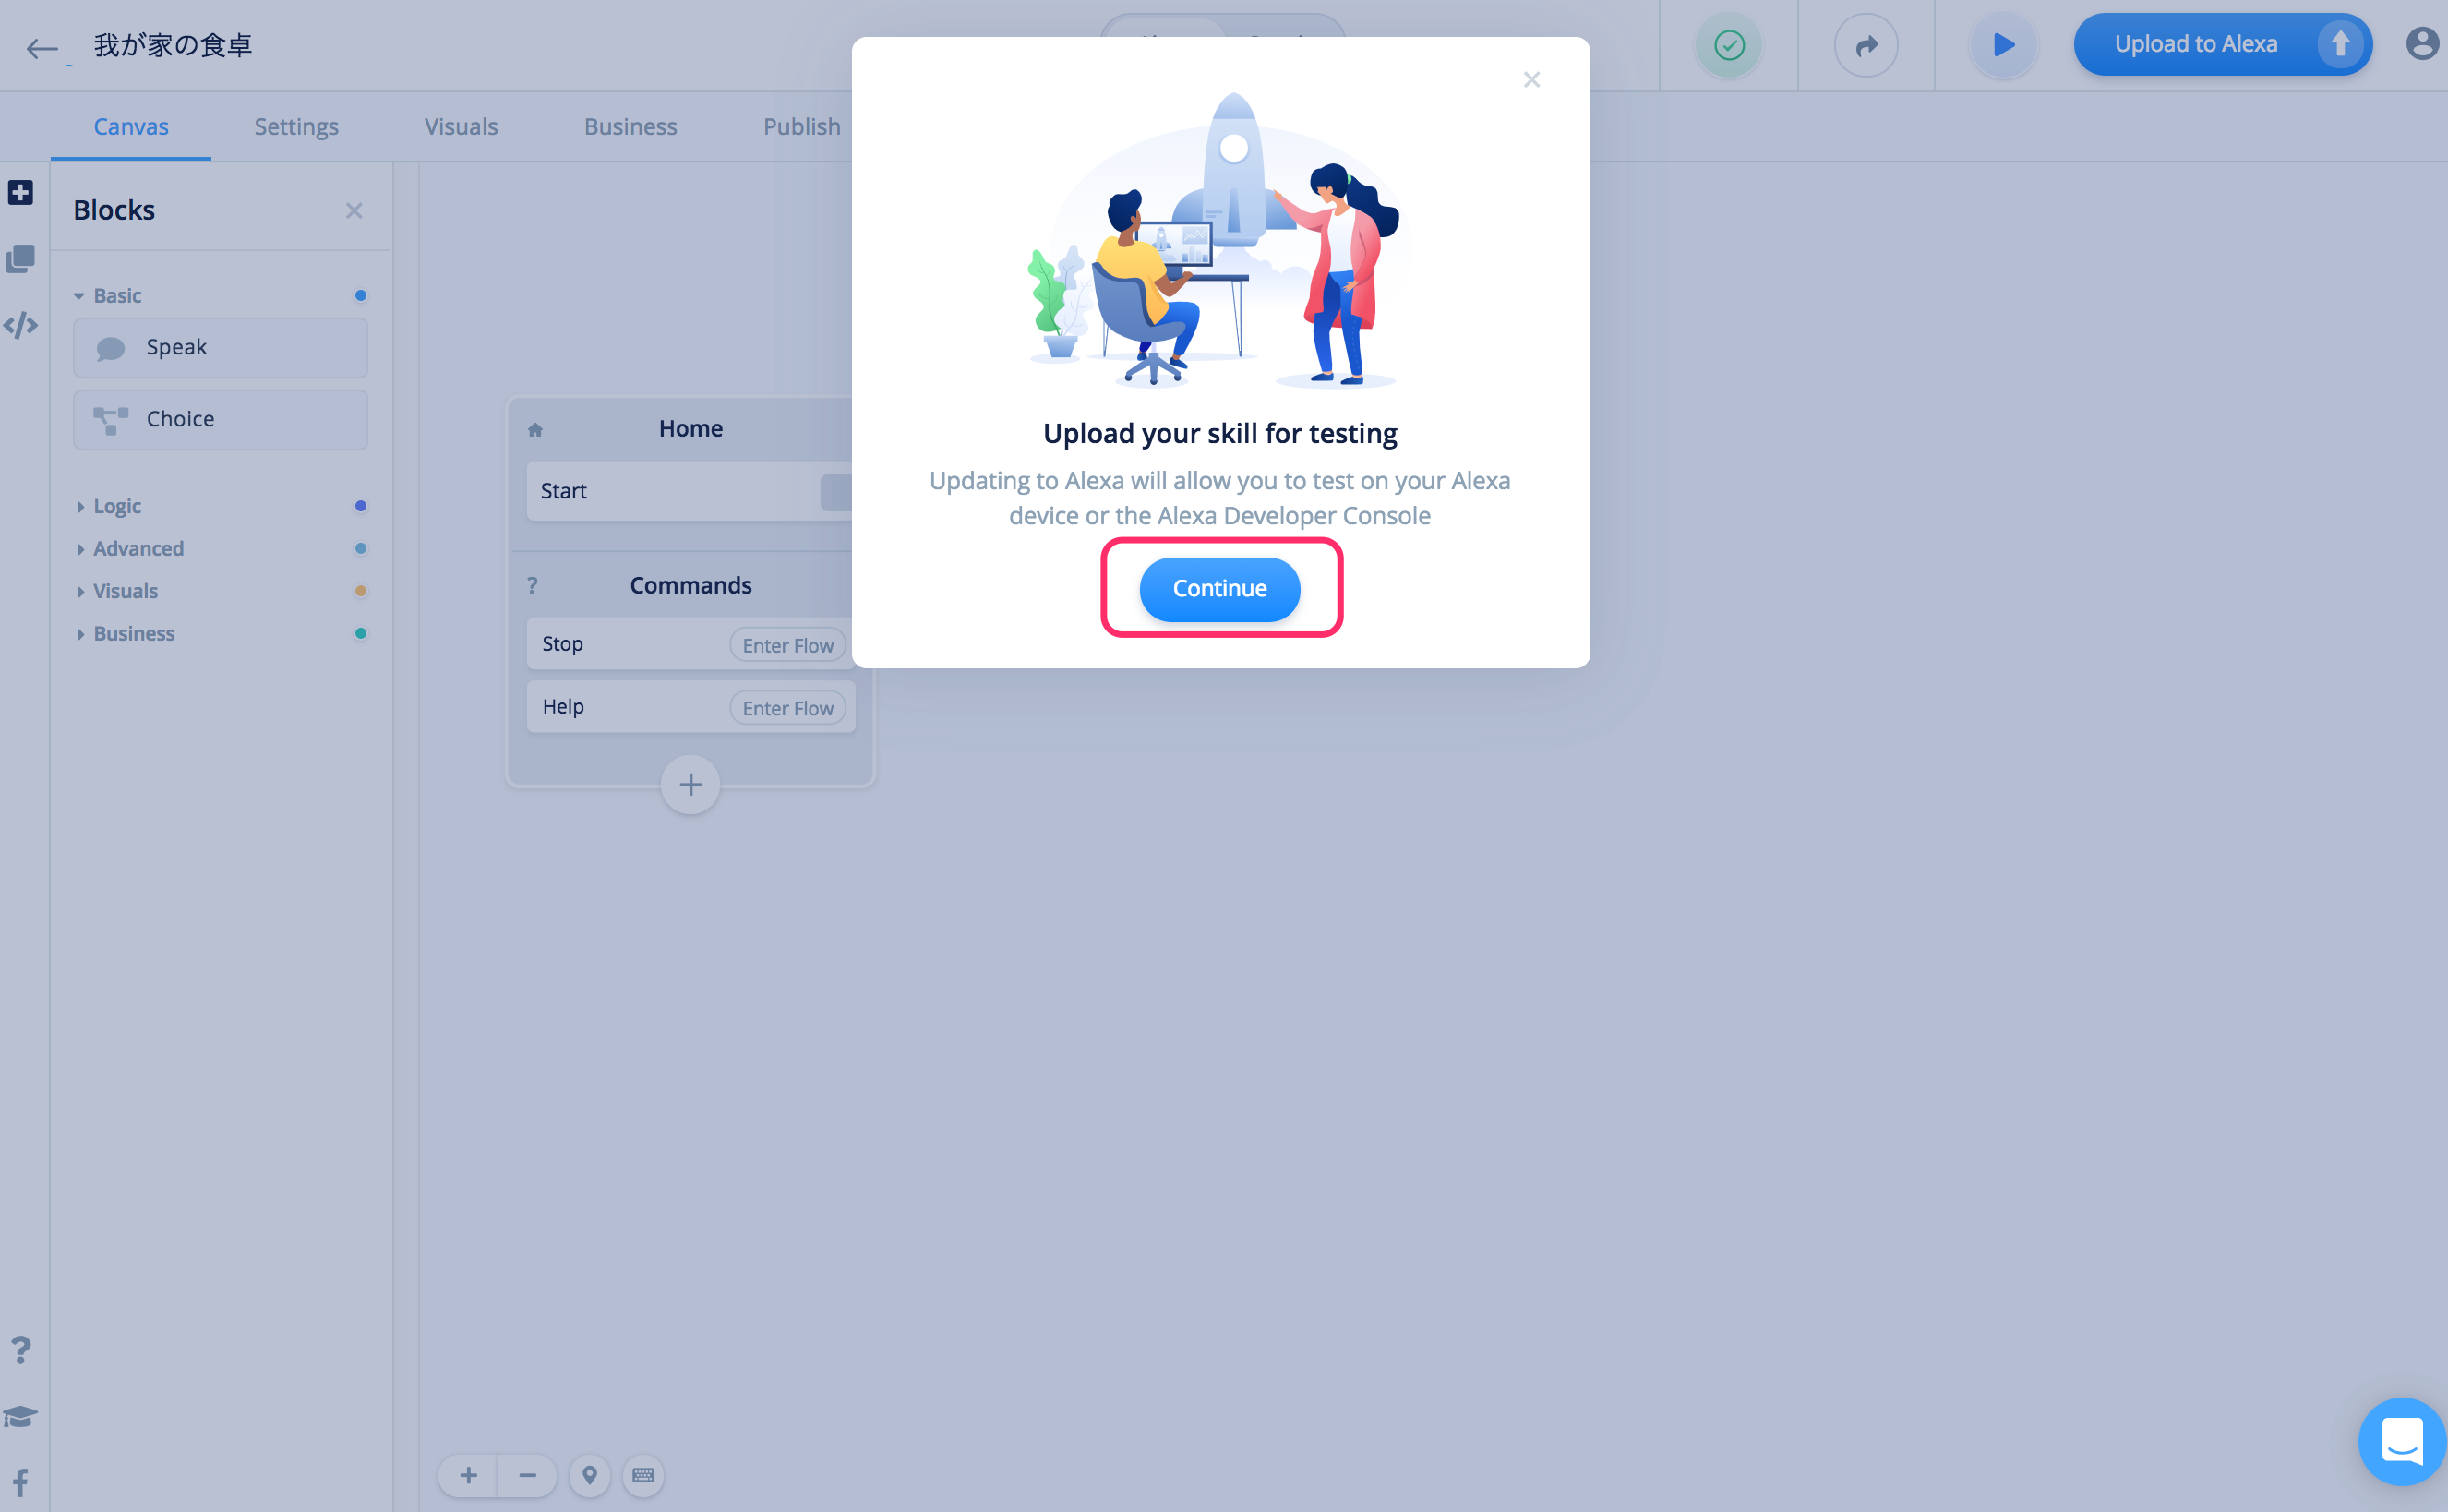 我が家の食卓
Upload to Alexa
Canvas
Settings
Visuals
Business
Publish
Blocks
Basic
Speak
Choice
Logic
Advanced
Visuals
Business
Home
Start
? Commands
Stop Enter Flow
Help Enter Flow
Upload your skill for testing
Updating to Alexa will allow you to test on your Alexa
device or the Alexa Developer Console
Continue